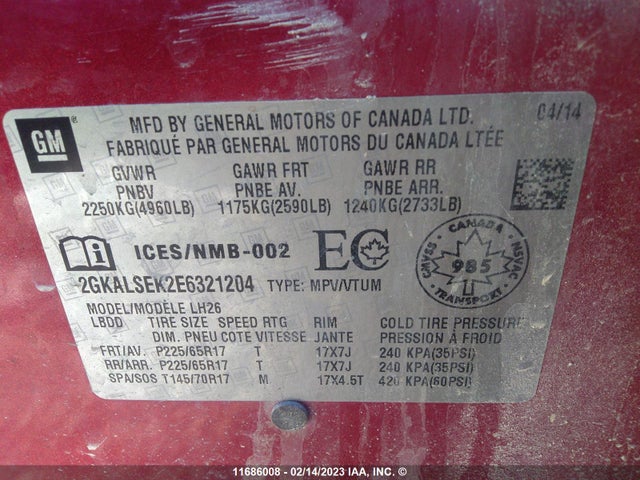 GM ®
MFD BY GENERAL MOTORS OF CANADA LTD. 04/14
FABRIQUÉ PAR GENERAL MOTORS DU CANADA LTÉE
GVWR GAWR FRT GAWR RR
PNBV PNBE AV. PNBE ARR.
2250KG(4960LB) 1175KG(2590LB) 1240KG(2733LB)
ICES/NMB-002 EC
CANADA
CMVSS 985 NSVAC
TRANSPORT
2GKALSEK2E6321204 TYPE: MPV/VTUM
MODEL/MODÈLE LH26
LBDD TIRE SIZE SPEED RTG RIM COLD TIRE PRESSURE
DIM. PNEU COTE VITESSE JANTE PRESSION À FROID
FRT/AV. P225/65R17 T 17X7J 240 KPA(35PSI)
RR/ARR. P225/65R17 T 17X7J 240 KPA(35PSI)
SPA/SOS T145/70R17 M 17X4.5T 420 KPA(60PSI)
11686008 - 02/14/2023 IAA, INC. ©